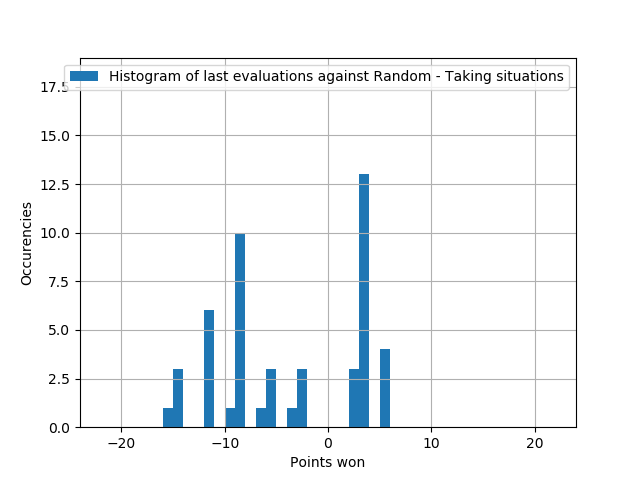 Histogram of last evaluations against Random - Taking situations
17.5
15.0
12.5
10.0
7.5
5.0
2.5
0.0
Occurencies
−20 −10 0 10 20
Points won